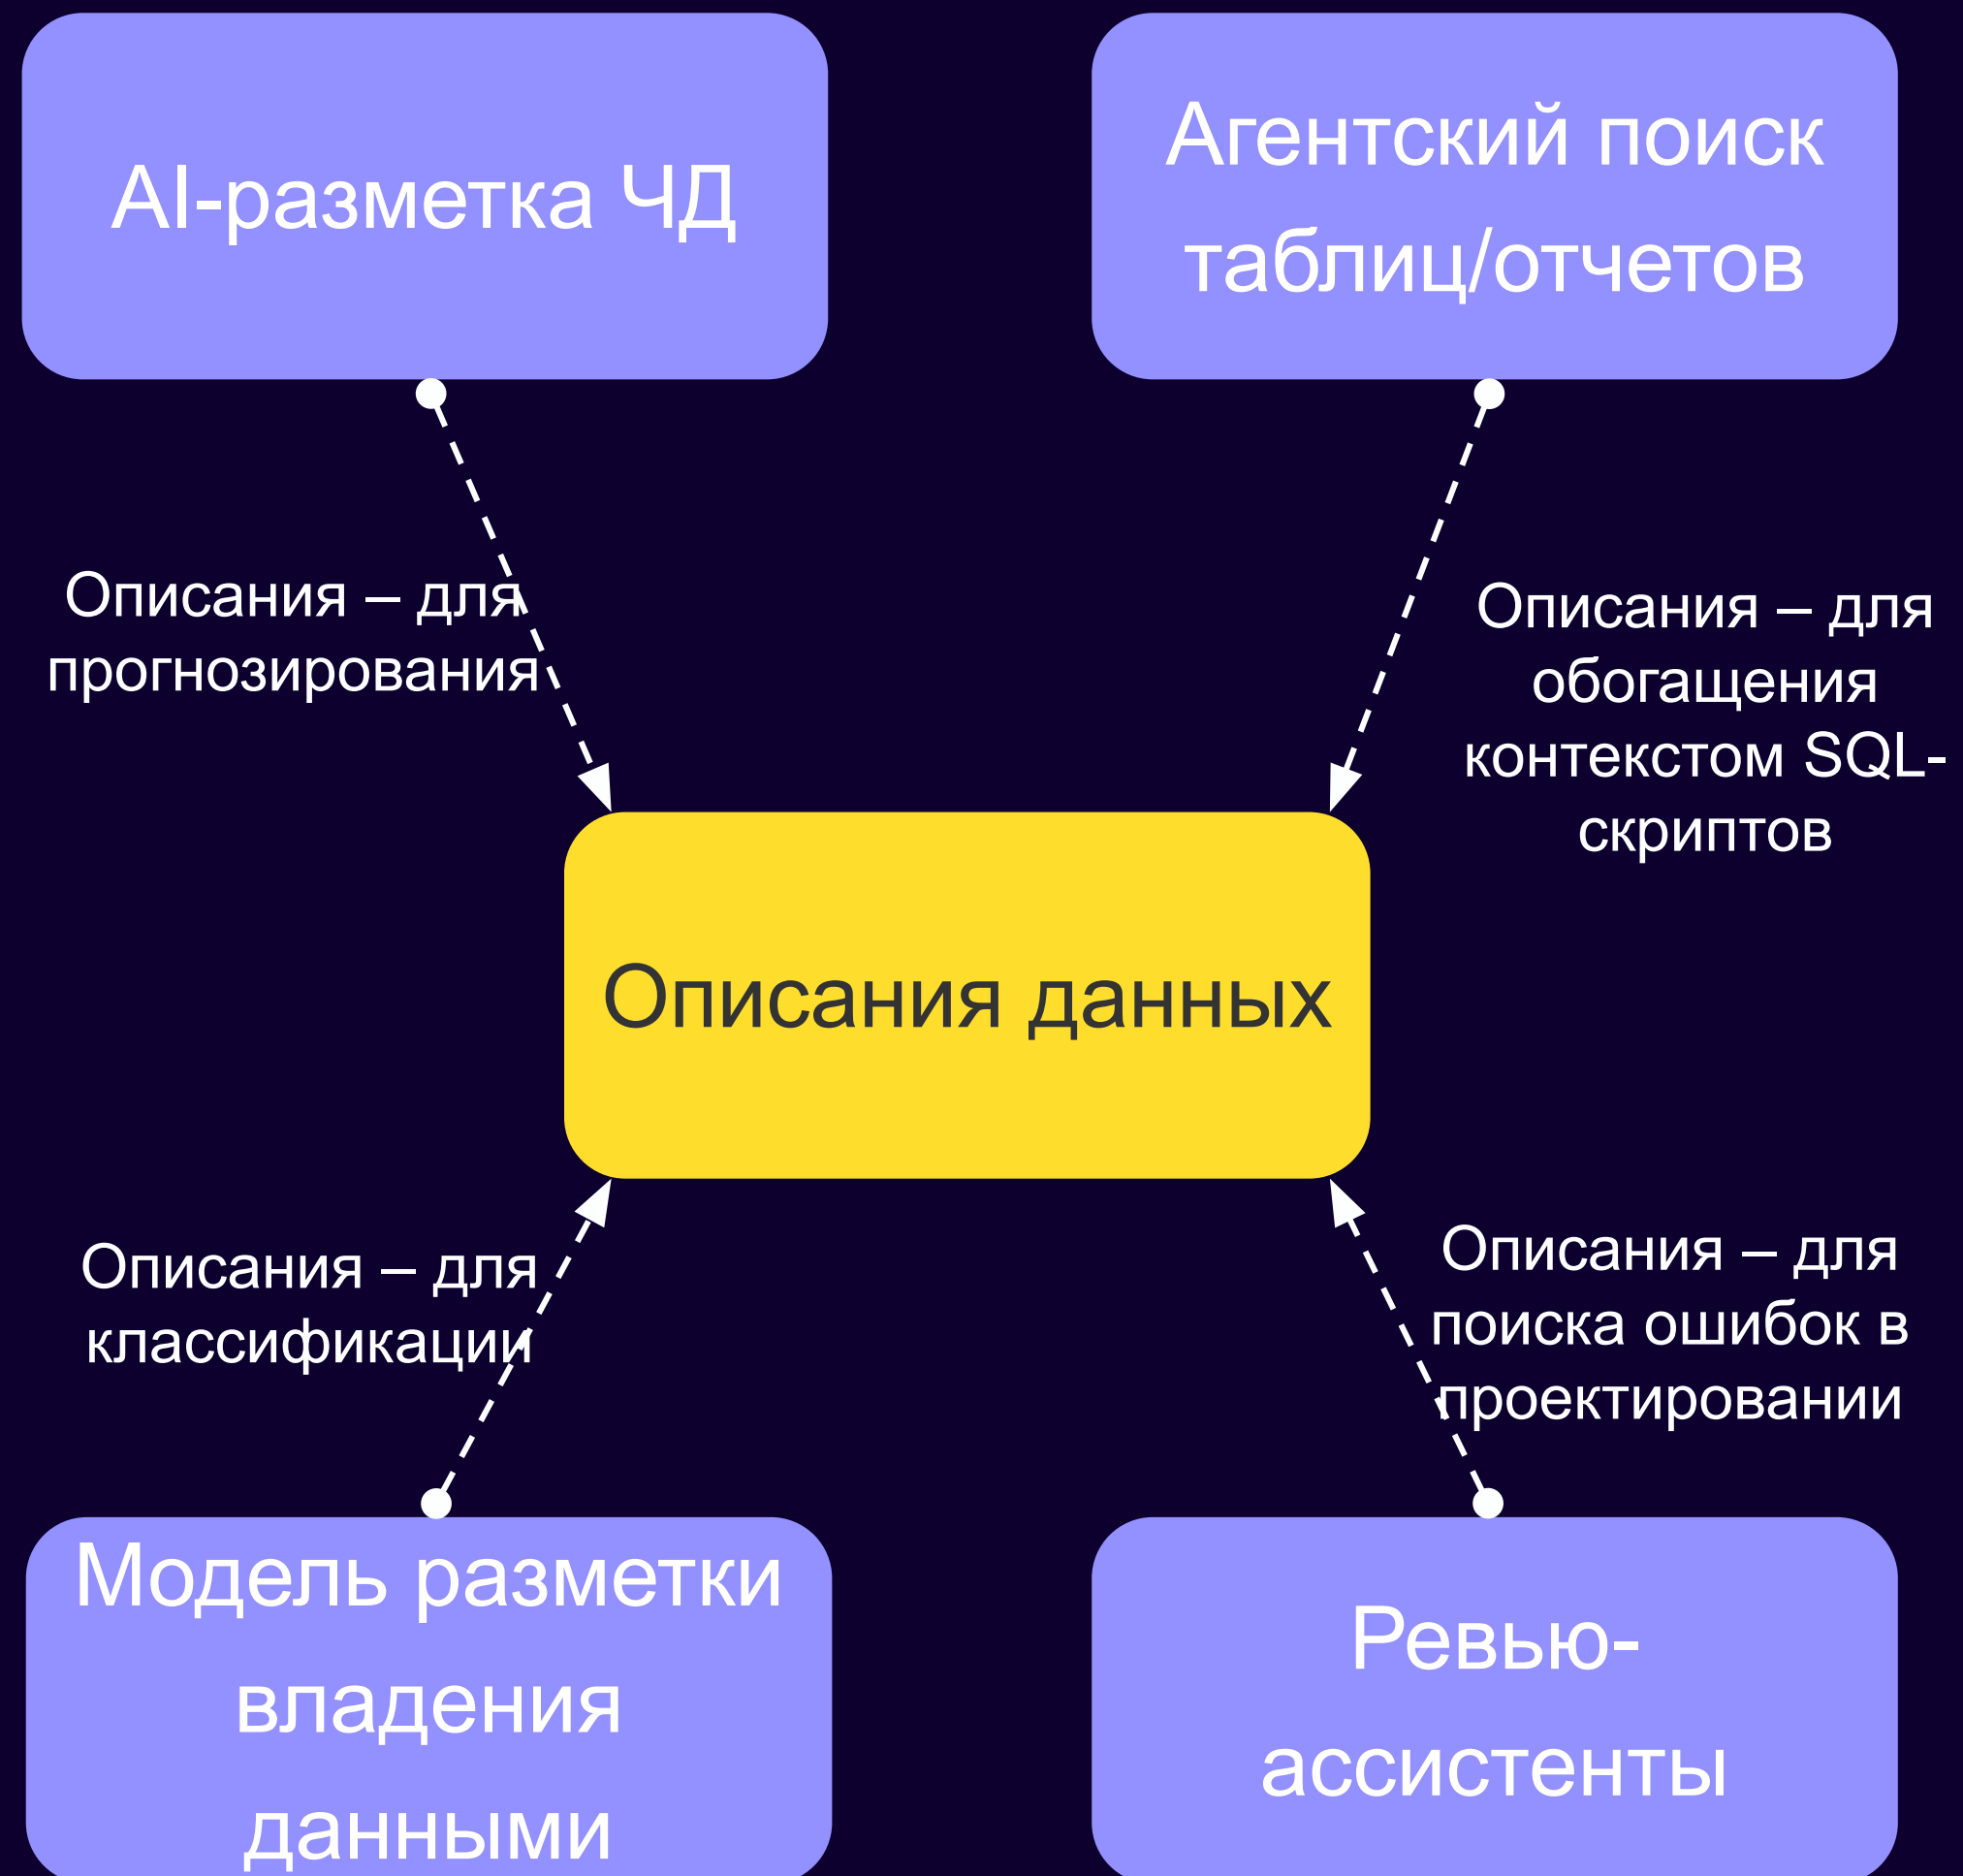 AI-разметка ЧД
Агентский поиск
таблиц/отчетов
Описания – для
прогнозирования
Описания – для
обогащения
контекстом SQL-
скриптов
Описания данных
Описания – для
классификации
Описания – для
поиска ошибок в
проектировании
Модель разметки
владения
данными
Ревью-
ассистенты